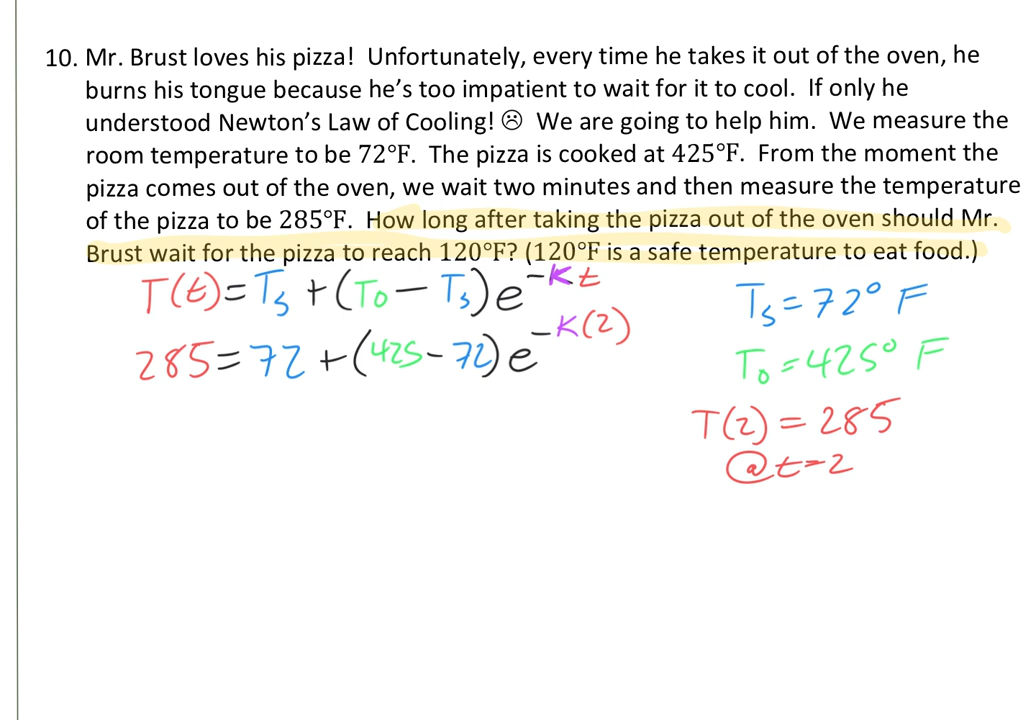 10. Mr. Brust loves his pizza!  Unfortunately, every time he takes it out of the oven, he
burns his tongue because he’s too impatient to wait for it to cool.  If only he
understood Newton’s Law of Cooling! ☹  We are going to help him.  We measure the
room temperature to be 72°F.  The pizza is cooked at 425°F.  From the moment the
pizza comes out of the oven, we wait two minutes and then measure the temperature
of the pizza to be 285°F.  How long after taking the pizza out of the oven should Mr.
Brust wait for the pizza to reach 120°F? (120°F is a safe temperature to eat food.)
T(t)=Ts+(To-Ts)e^-Kt
285=72+(425-72)e^-K(2)
Ts=72° F
To=425° F
T(2)=285
@t=2